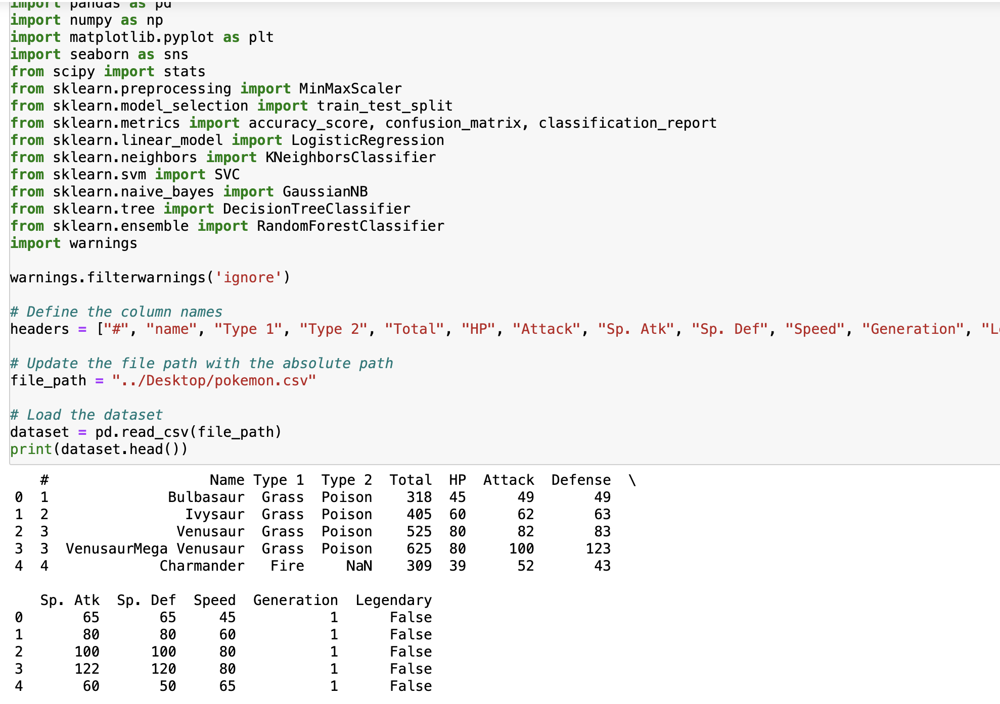 import pandas as pd
import numpy as np
import matplotlib.pyplot as plt
import seaborn as sns
from scipy import stats
from sklearn.preprocessing import MinMaxScaler
from sklearn.model_selection import train_test_split
from sklearn.metrics import accuracy_score, confusion_matrix, classification_report
from sklearn.linear_model import LogisticRegression
from sklearn.neighbors import KNeighborsClassifier
from sklearn.svm import SVC
from sklearn.naive_bayes import GaussianNB
from sklearn.tree import DecisionTreeClassifier
from sklearn.ensemble import RandomForestClassifier
import warnings
warnings.filterwarnings('ignore')
# Define the column names
headers = ["#", "name", "Type 1", "Type 2", "Total", "HP", "Attack", "Sp. Atk", "Sp. Def", "Speed", "Generation",
# Update the file path with the absolute path
file_path = "../Desktop/pokemon.csv"
# Load the dataset
dataset = pd.read_csv(file_path)
print(dataset.head())
# Name Type 1 Type 2 Total HP Attack Defense \
0 1 Bulbasaur Grass Poison 318 45 49 49
1 2 Ivysaur Grass Poison 405 60 62 63
2 3 Venusaur Grass Poison 525 80 82 83
3 3 VenusaurMega Venusaur Grass Poison 625 80 100 123
4 4 Charmander Fire NaN 309 39 52 43
Sp. Atk Sp. Def Speed Generation Legendary
0 65 65 45 1 False
1 80 80 60 1 False
2 100 100 80 1 False
3 122 120 80 1 False
4 60 50 65 1 False